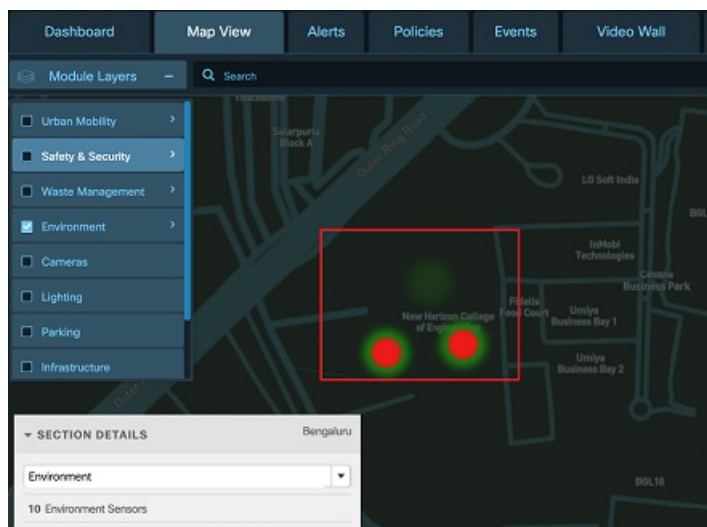 Dashboard
Map View
Alerts
Policies
Events
Video Wall
Module Layers
Search
Urban Mobility
Safety & Security
Waste Management
Environment
Cameras
Lighting
Parking
Infrastructure
Touchstone
Salarpuria
Block A
Outer Ring Road
LG Soft India
BGL
InMobi
Technologies
Cessna
Business Park
New Horizon College
of Engineering
Fidelis
Food Court
Umiya
Business Bay 1
Umiya
Business Bay 2
BGL18
SECTION DETAILS
Bengaluru
Environment
10 Environment Sensors